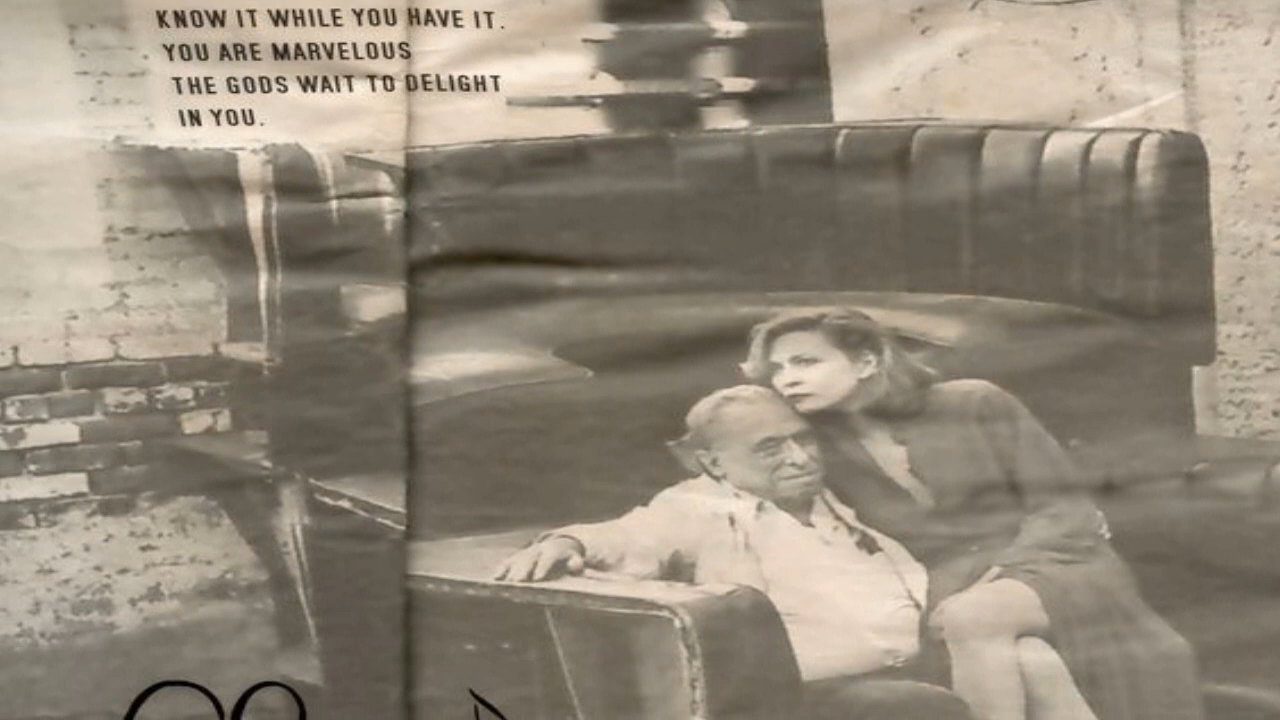 KNOW IT WHILE YOU HAVE IT.
YOU ARE MARVELOUS
THE GODS WAIT TO DELIGHT
IN YOU.